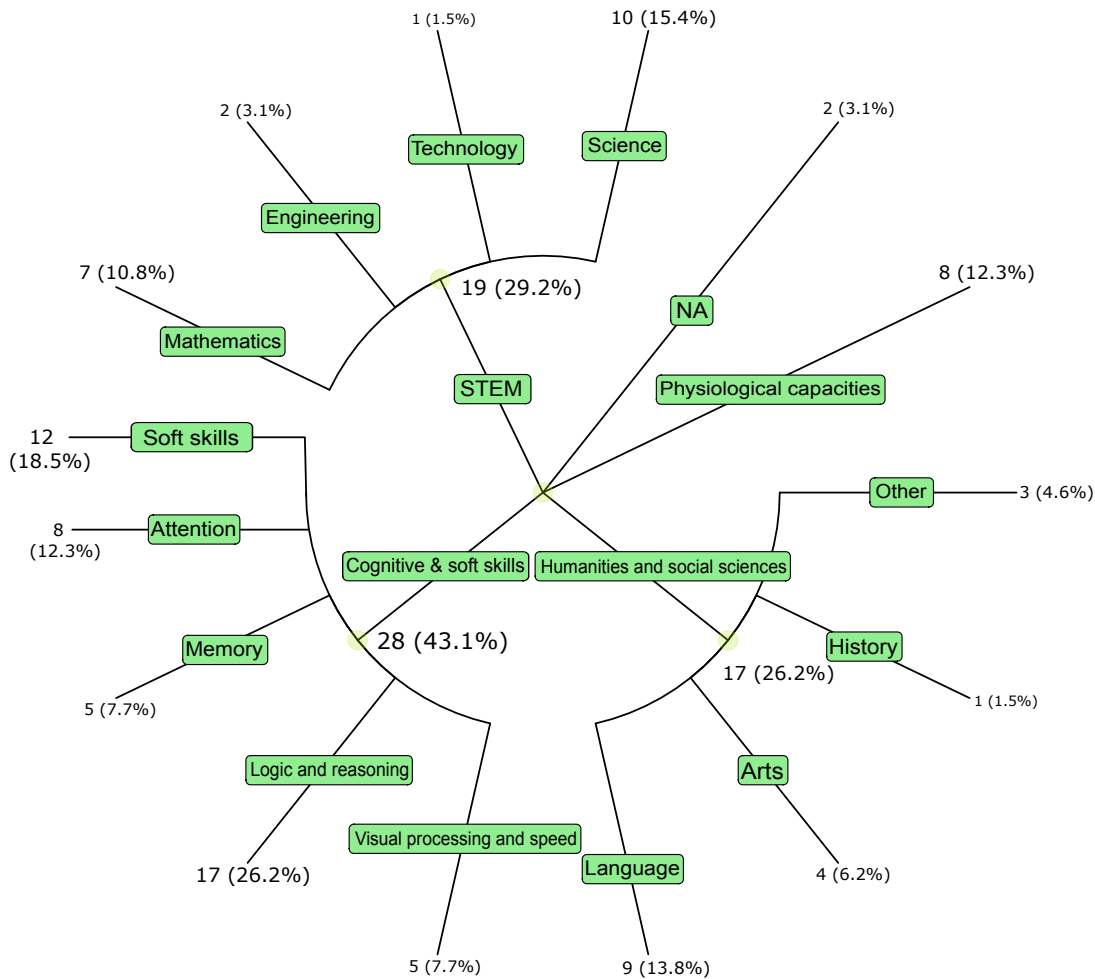 1 (1.5%)
10 (15.4%)
2 (3.1%)
2 (3.1%)
Technology
Science
Engineering
7 (10.8%)
8 (12.3%)
19 (29.2%)
NA
Mathematics
STEM
Physiological capacities
12
(18.5%)
Soft skills
Other
3 (4.6%)
8
(12.3%)
Attention
Cognitive & soft skills
Humanities and social sciences
28 (43.1%)
Memory
History
17 (26.2%)
5 (7.7%)
1 (1.5%)
Logic and reasoning
Arts
Visual processing and speed
Language
17 (26.2%)
4 (6.2%)
5 (7.7%)
9 (13.8%)